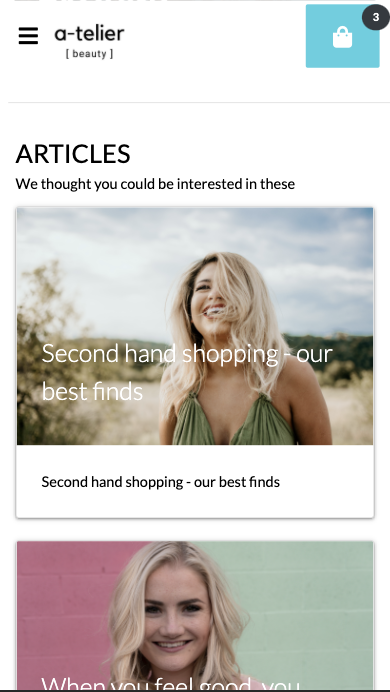 3
a-telier
[ beauty ]
ARTICLES
We thought you could be interested in these
Second hand shopping - our
best finds
Second hand shopping - our best finds
When you feel good, you